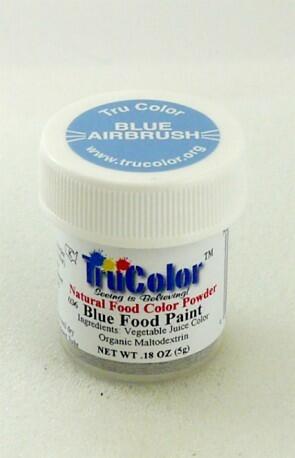 Tru Color
BLUE
AIRBRUSH
www.trucolor.org
TruColor™
Seeing is Believing!
Natural Food Color Powder
Blue Food Paint
Ingredients: Vegetable Juice Color
Organic Maltodextrin
NET WT .18 OZ (5g)